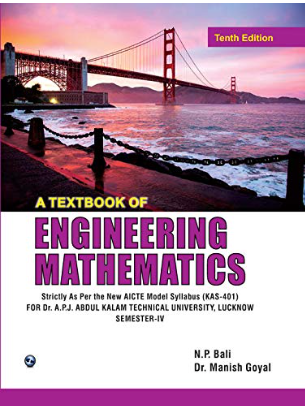 Tenth Edition
A TEXTBOOK OF
ENGINEERING
MATHEMATICS
Strictly As Per the New AICTE Model Syllabus (KAS-401)
FOR Dr. A.P.J. ABDUL KALAM TECHNICAL UNIVERSITY, LUCKNOW
SEMESTER-IV
N.P. Bali
Dr. Manish Goyal